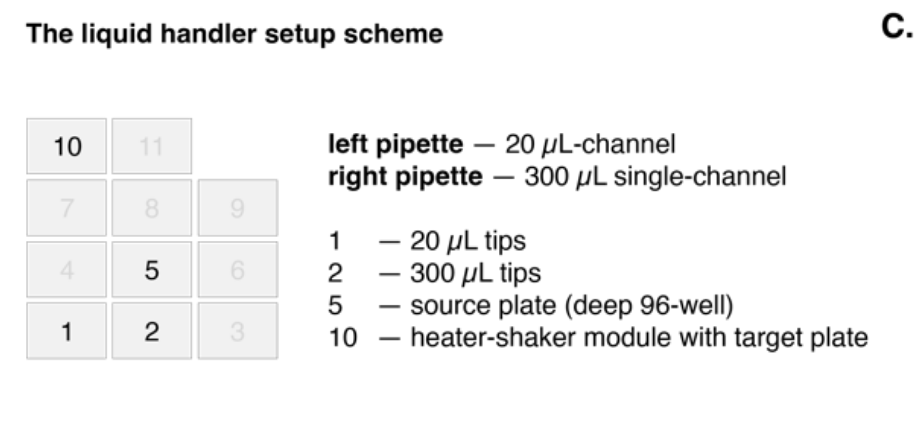 The liquid handler setup scheme
C.
10 11
7 8 9
4 5 6
1 2 3
left pipette — 20 µL-channel
right pipette — 300 µL single-channel
1 — 20 µL tips
2 — 300 µL tips
5 — source plate (deep 96-well)
10 — heater-shaker module with target plate